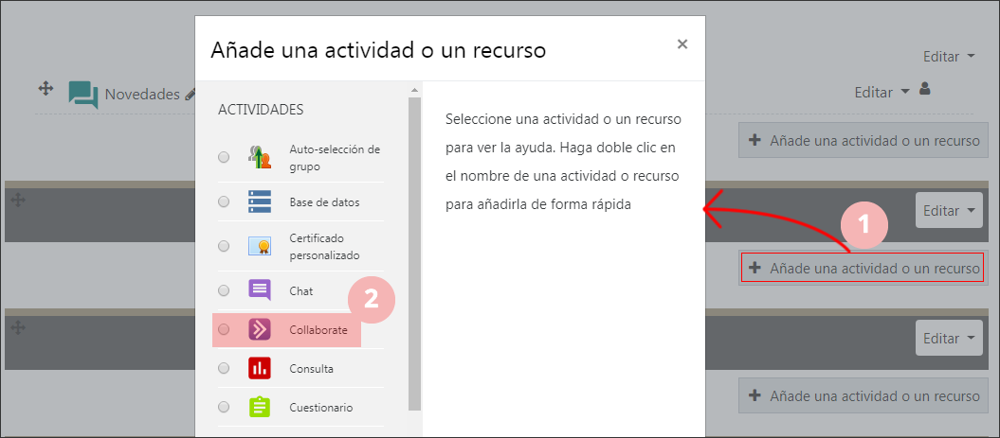 Añade una actividad o un recurso
×
Editar
Novedades
Editar
ACTIVIDADES
Seleccione una actividad o un recurso
para ver la ayuda. Haga doble clic en
el nombre de una actividad o recurso
para añadirla de forma rápida
Auto-selección de
grupo
Base de datos
Certificado
personalizado
Chat
Collaborate
Consulta
Cuestionario
Añade una actividad o un recurso
Editar
1
Añade una actividad o un recurso
2
Editar
Añade una actividad o un recurso